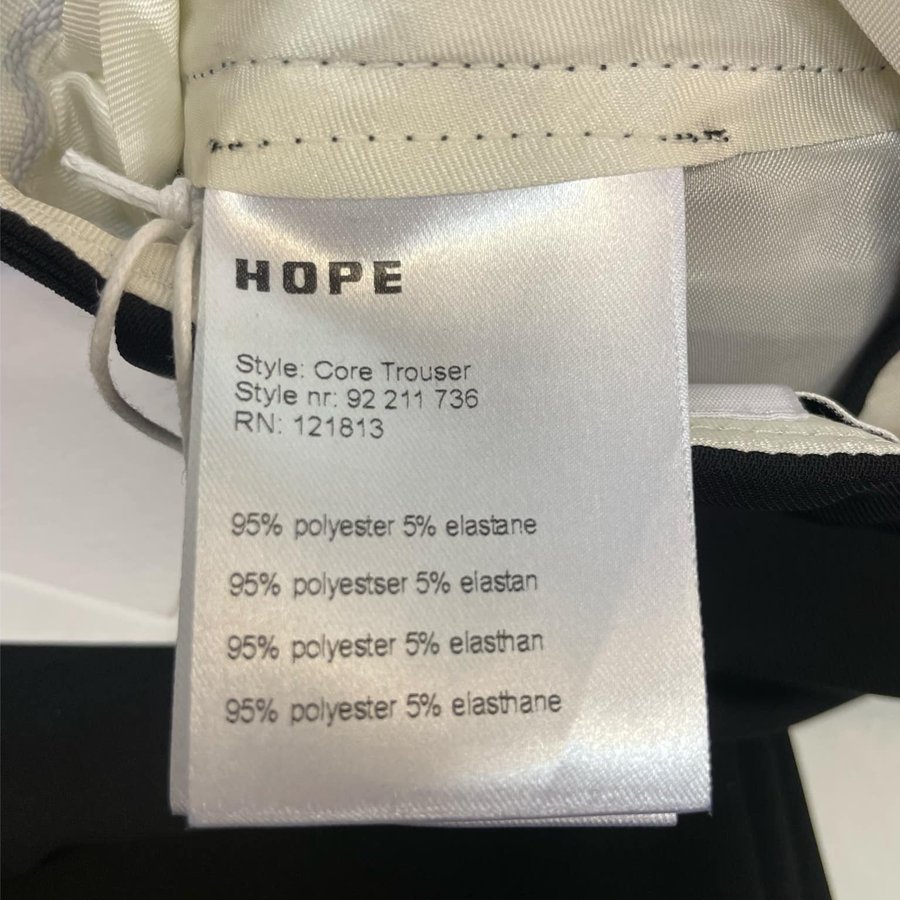 HOPE
Style: Core Trouser
Style nr: 92 211 736
RN: 121813
95% polyester 5% elastane
95% polyestser 5% elastan
95% polyester 5% elasthan
95% polyester 5% elasthane